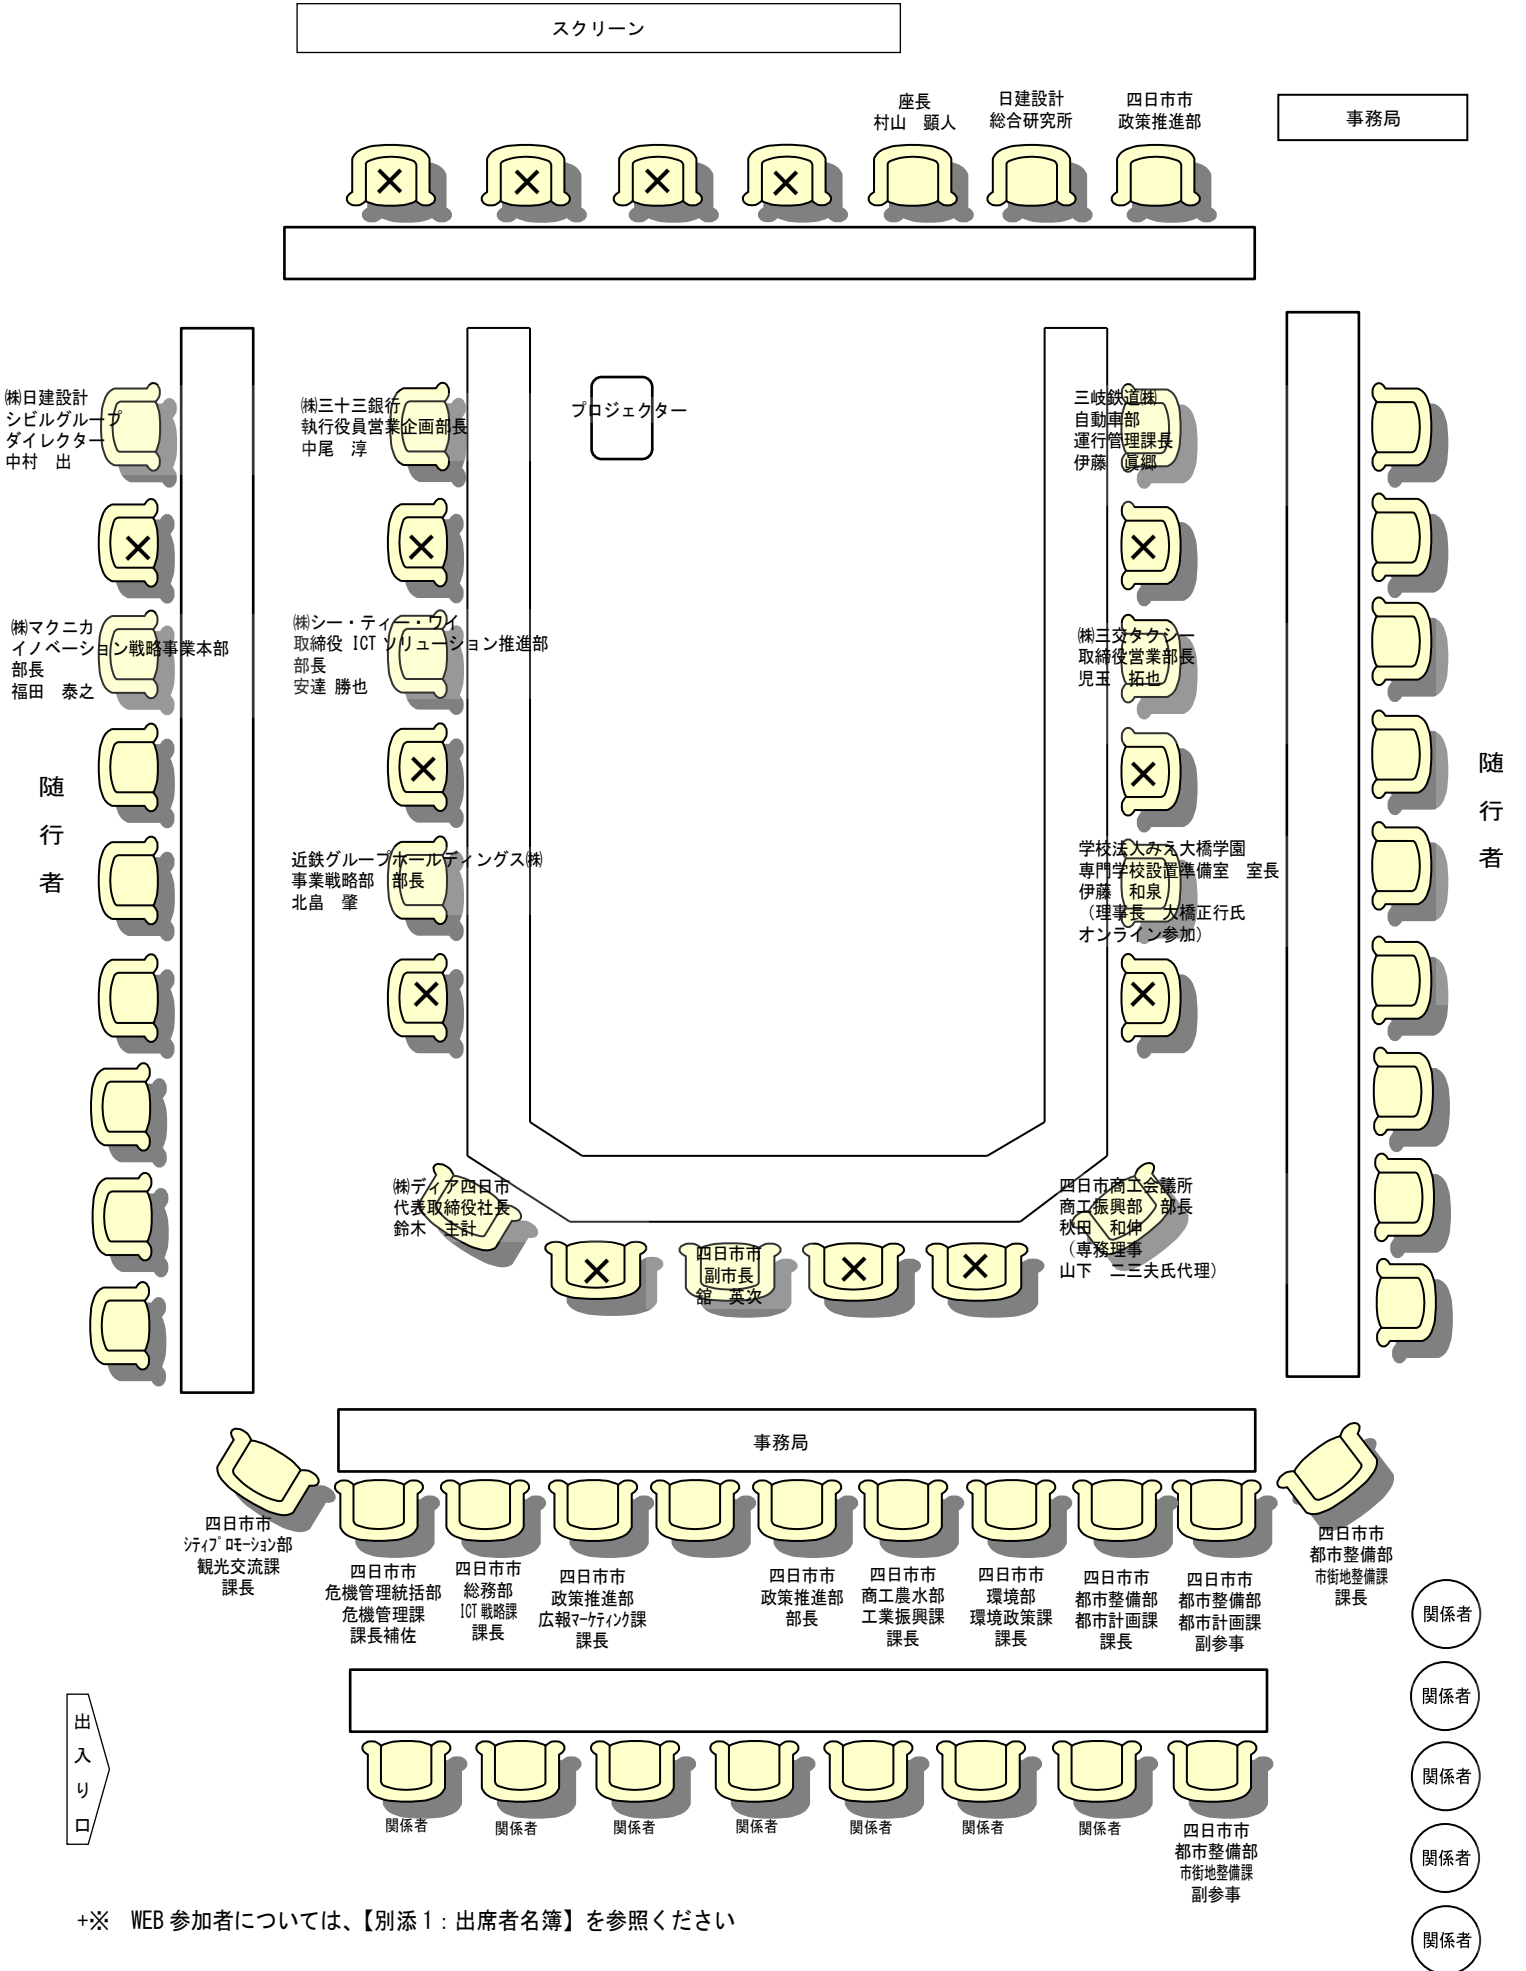 スクリーン
座長
村山　顕人
日建設計
総合研究所
四日市市
政策推進部
事務局
㈱日建設計
シビルグループ
ダイレクター
中村　出
㈱三十三銀行
執行役員営業企画部長
中尾　淳
プロジェクター
三岐鉄道㈱
自動車部
運行管理課長
伊藤　眞郷
㈱マクニカ
イノベーション戦略事業本部
部長
福田　泰之
㈱シー・ティー・ワイ
取締役 ICT ソリューション推進部
部長
安達 勝也
㈱三交タクシー
取締役営業部長
児玉　拓也
随行者
随行者
近鉄グループホールディングス㈱
事業戦略部　部長
北畠　肇
学校法人みえ大橋学園
専門学校設置準備室　室長
伊藤　和泉
（理事長　大橋正行氏
オンライン参加）
㈱ディア四日市
代表取締役社長
鈴木　主計
四日市市
副市長
舘　英次
四日市商工会議所
商工振興部　部長
秋田　和伸
（専務理事
山下　二三夫氏代理）
事務局
四日市市
ｼﾃｨﾌﾟﾛﾓｰｼｮﾝ部
観光交流課
課長
四日市市
危機管理統括部
危機管理課
課長補佐
四日市市
総務部
ICT 戦略課
課長
四日市市
政策推進部
広報ﾏｰｹﾃｨﾝｸﾞ課
課長
四日市市
政策推進部
部長
四日市市
商工農水部
工業振興課
課長
四日市市
環境部
環境政策課
課長
四日市市
都市整備部
都市計画課
課長
四日市市
都市整備部
都市計画課
副参事
四日市市
都市整備部
市街地整備課
課長
関係者
関係者
関係者
関係者
関係者
出入り口
関係者
関係者
関係者
関係者
関係者
関係者
関係者
四日市市
都市整備部
市街地整備課
副参事
+※　WEB 参加者については、【別添１：出席者名簿】を参照ください